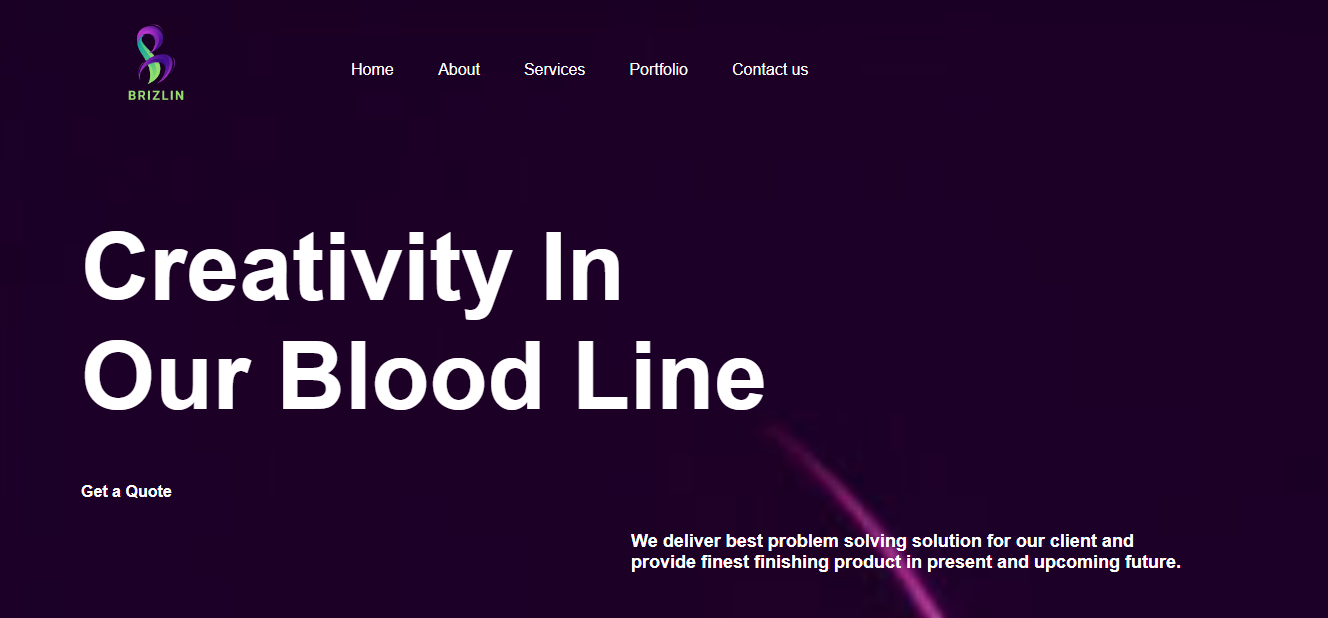 BRIZLIN
Home About Services Portfolio Contact us
Creativity In
Our Blood Line
Get a Quote
We deliver best problem solving solution for our client and
provide finest finishing product in present and upcoming future.